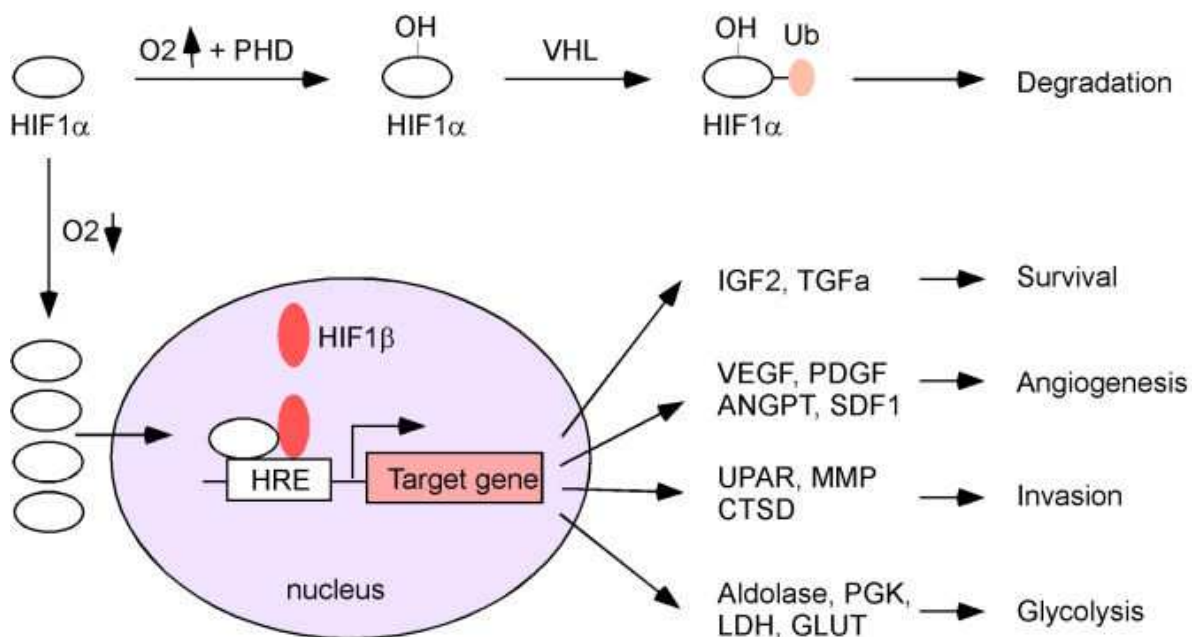 OH
OH
Ub
O2 + PHD
VHL
HIF1α
HIF1α
HIF1α
Degradation
O2
HIF1β
HRE
Target gene
nucleus
IGF2, TGFa
Survival
VEGF, PDGF
ANGPT, SDF1
Angiogenesis
UPAR, MMP
CTSD
Invasion
Aldolase, PGK,
LDH, GLUT
Glycolysis